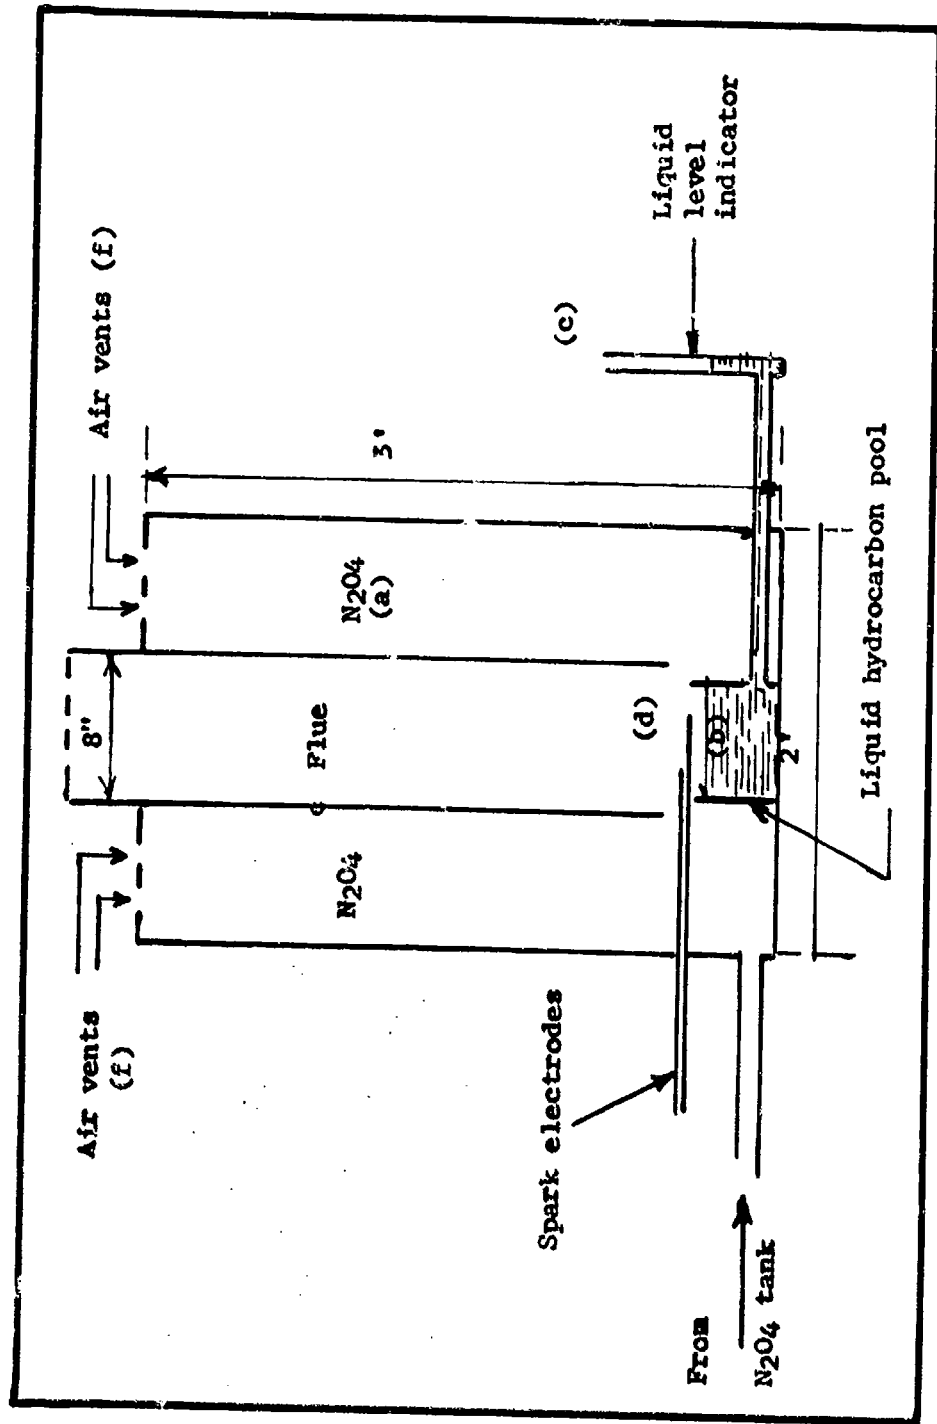 Air vents (f)
Air vents
(f)
8"
3'
Flue
N2O4
N2O4
(a)
(c)
(d)
(b)
2'
Liquid
level
indicator
Spark electrodes
From
N2O4 tank
Liquid hydrocarbon pool